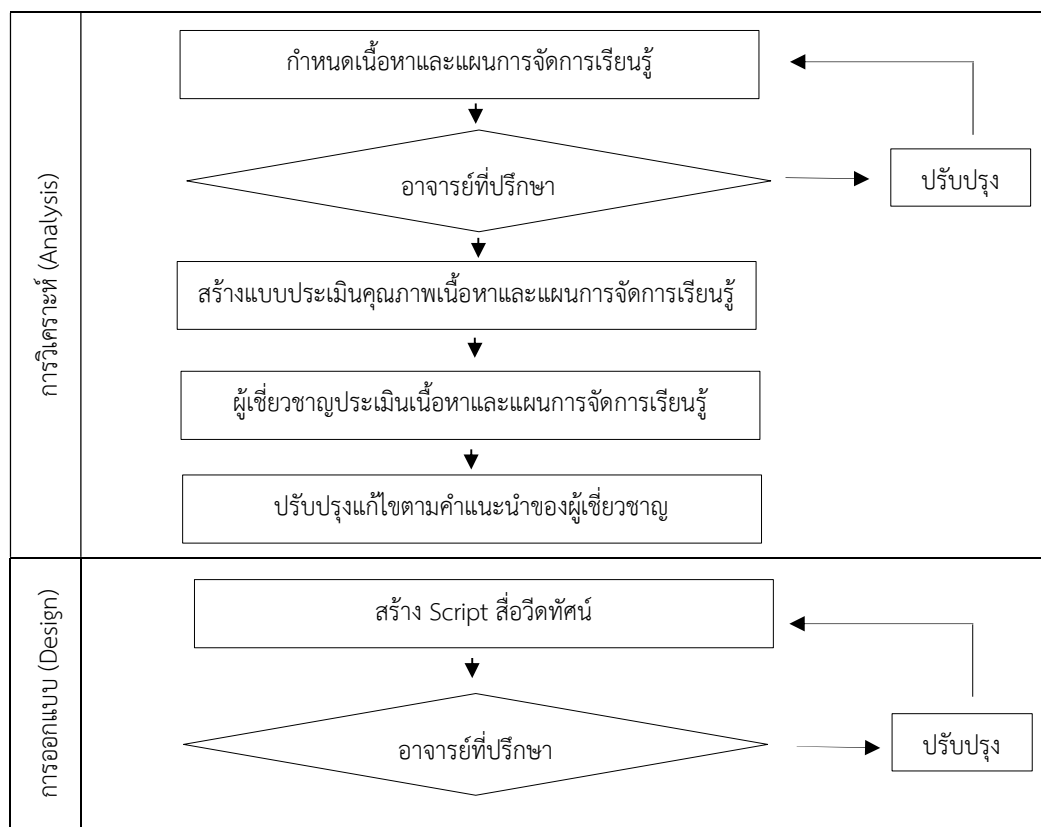 การวิเคราะห์ (Analysis)
กำหนดเนื้อหาและแผนการจัดการเรียนรู้
อาจารย์ที่ปรึกษา
ปรับปรุง
สร้างแบบประเมินคุณภาพเนื้อหาและแผนการจัดการเรียนรู้
ผู้เชี่ยวชาญประเมินเนื้อหาและแผนการจัดการเรียนรู้
ปรับปรุงแก้ไขตามคำแนะนำของผู้เชี่ยวชาญ
การออกแบบ (Design)
สร้าง Script สื่อวีดทัศน์
อาจารย์ที่ปรึกษา
ปรับปรุง